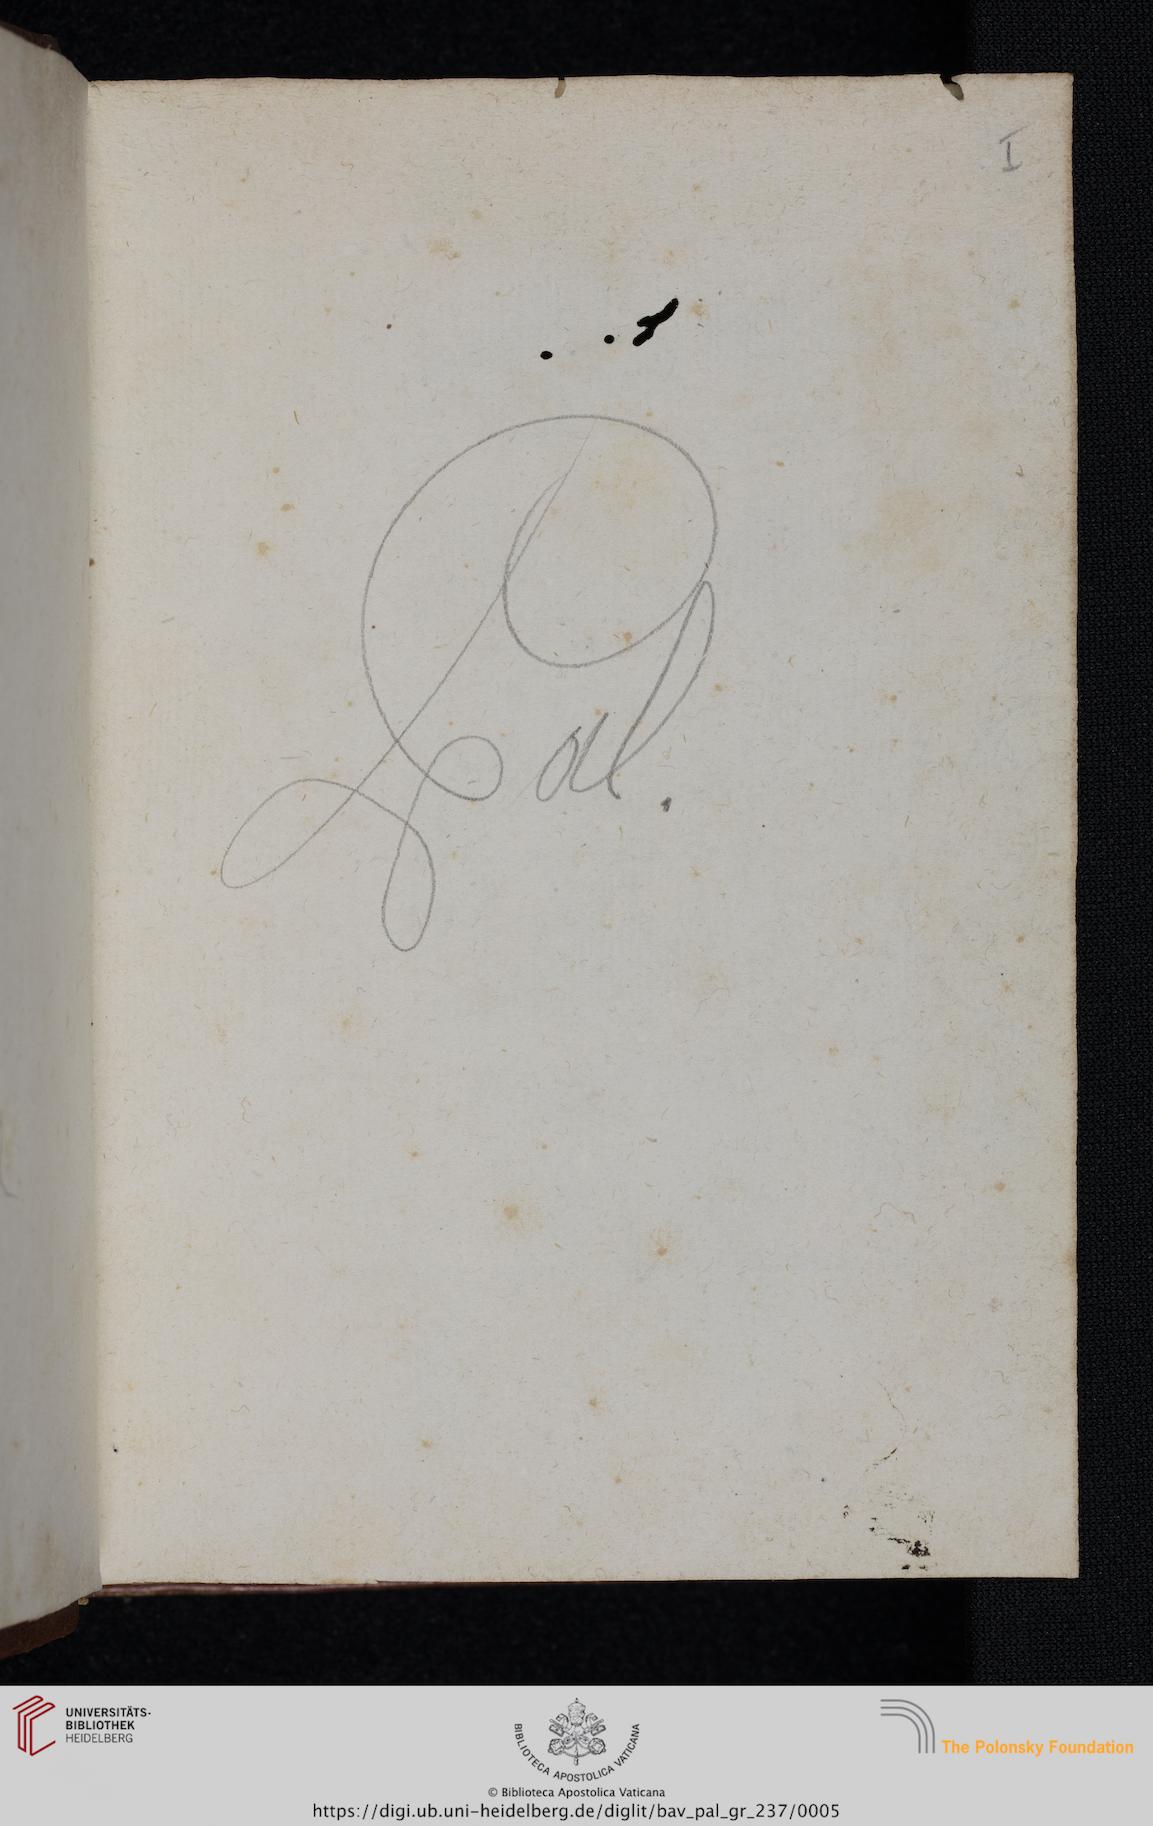 I
Pal.
UNIVERSITÄTS-
BIBLIOTHEK
HEIDELBERG
BIBLIOTECA APOSTOLICA VATICANA
The Polonsky Foundation
© Biblioteca Apostolica Vaticana
https://digi.ub.uni-heidelberg.de/diglit/bav_pal_gr_237/0005